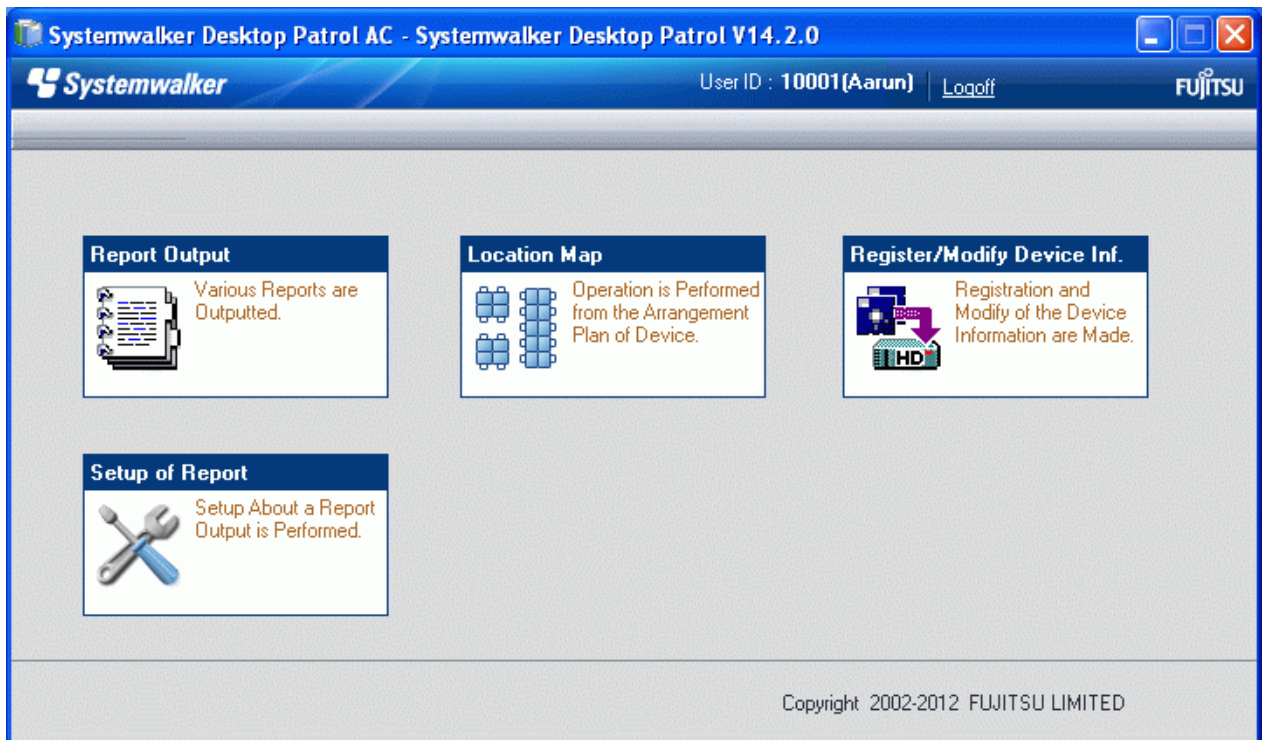 Systemwalker Desktop Patrol AC - Systemwalker Desktop Patrol V14.2.0
Systemwalker
User ID : 10001(Aarun)
Logoff
FUJITSU
Report Output
Various Reports are
Outputted.
Location Map
Operation is Performed
from the Arrangement
Plan of Device.
Register/Modify Device Inf.
Registration and
Modify of the Device
Information are Made.
HD
Setup of Report
Setup About a Report
Output is Performed.
Copyright 2002-2012 FUJITSU LIMITED